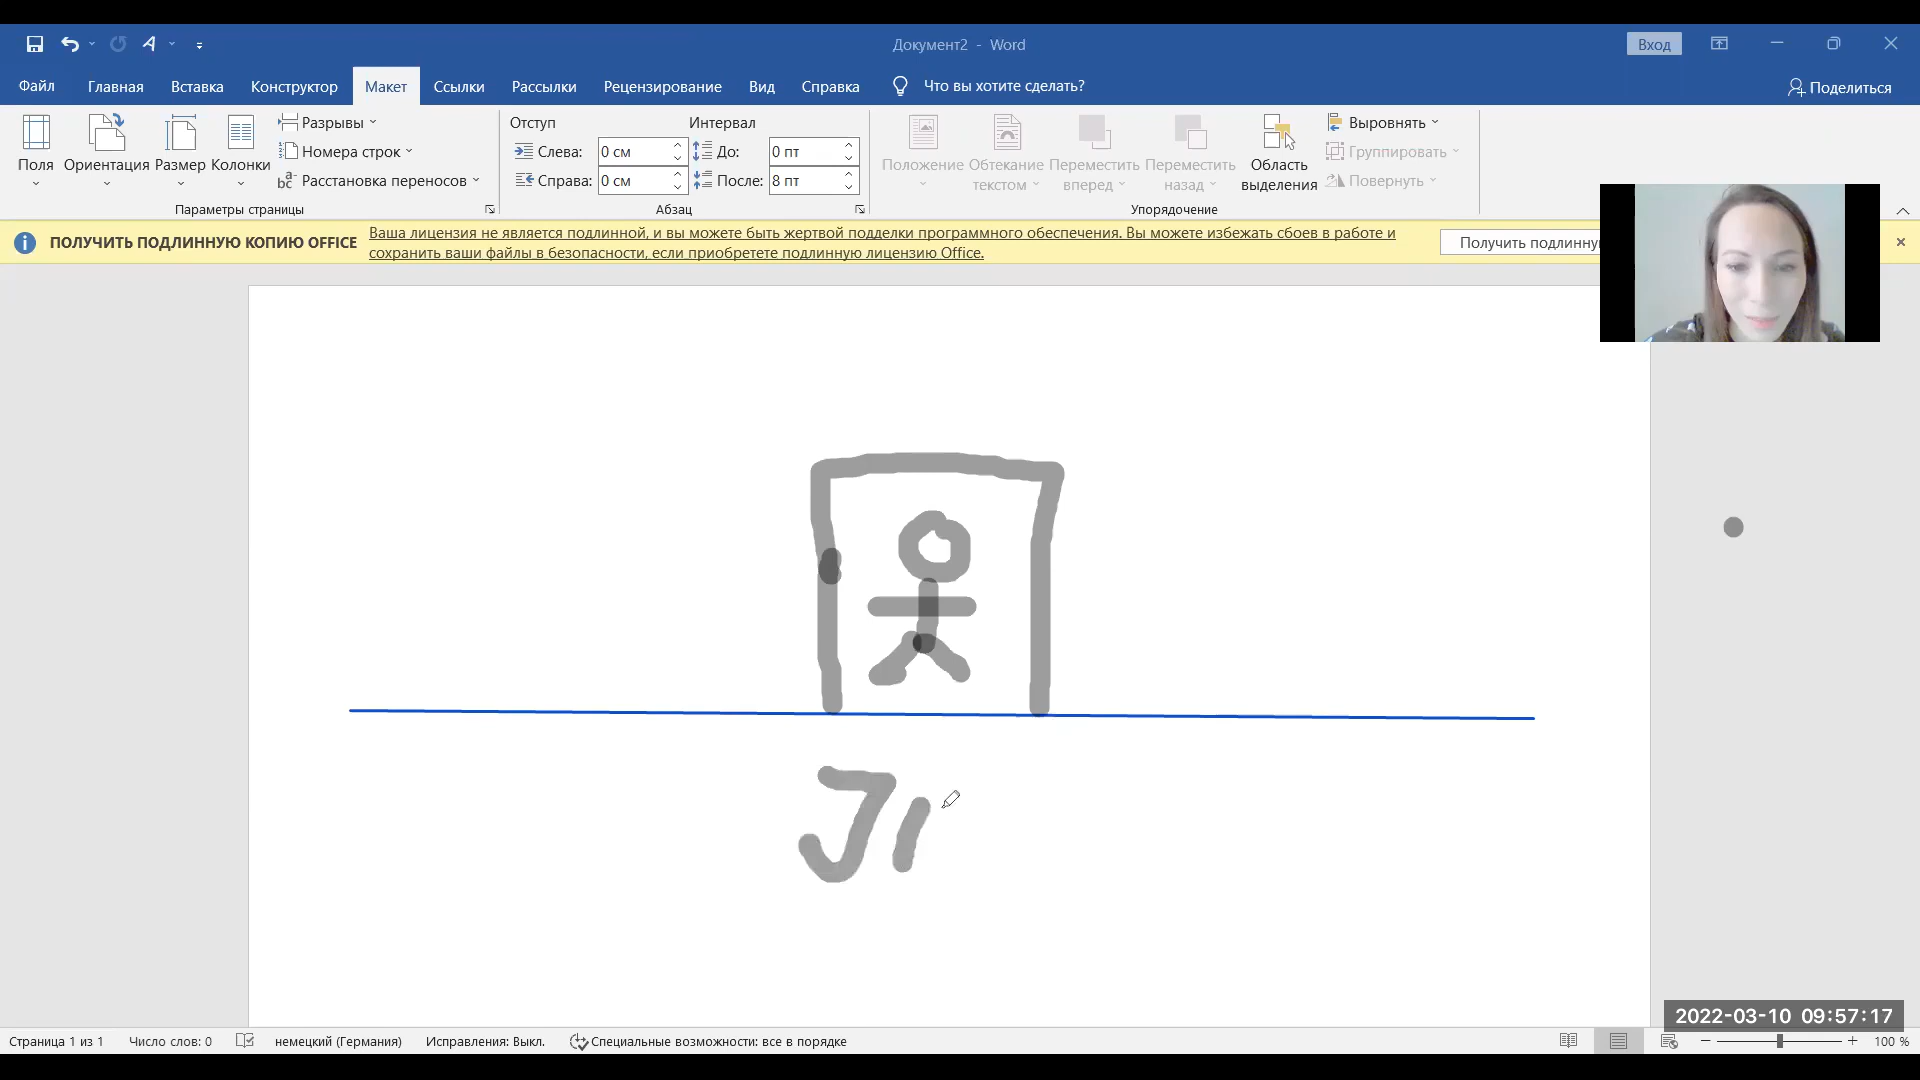 Документ2 - Word
Вход
Файл Главная Вставка Конструктор Макет Ссылки Рассылки Рецензирование Вид Справка Что вы хотите сделать? Поделиться
Поля Ориентация Размер Колонки
Разрывы
Номера строк
Расстановка переносов
Параметры страницы
Отступ Интервал
Слева: 0 см До: 0 пт
Справа: 0 см После: 8 пт
Абзац
Положение Обтекание текстом Переместить вперед Переместить назад Область выделения
Выровнять
Группировать
Повернуть
Упорядочение
ПОЛУЧИТЬ ПОДЛИННУЮ КОПИЮ OFFICE
Ваша лицензия не является подлинной, и вы можете быть жертвой подделки программного обеспечения. Вы можете избежать сбоев в работе и
сохранить ваши файлы в безопасности, если приобретете подлинную лицензию Office.
Получить подлинну
JI
2022-03-10 09:57:17
Страница 1 из 1 Число слов: 0 немецкий (Германия) Исправления: Выкл. Специальные возможности: все в порядке 100 %